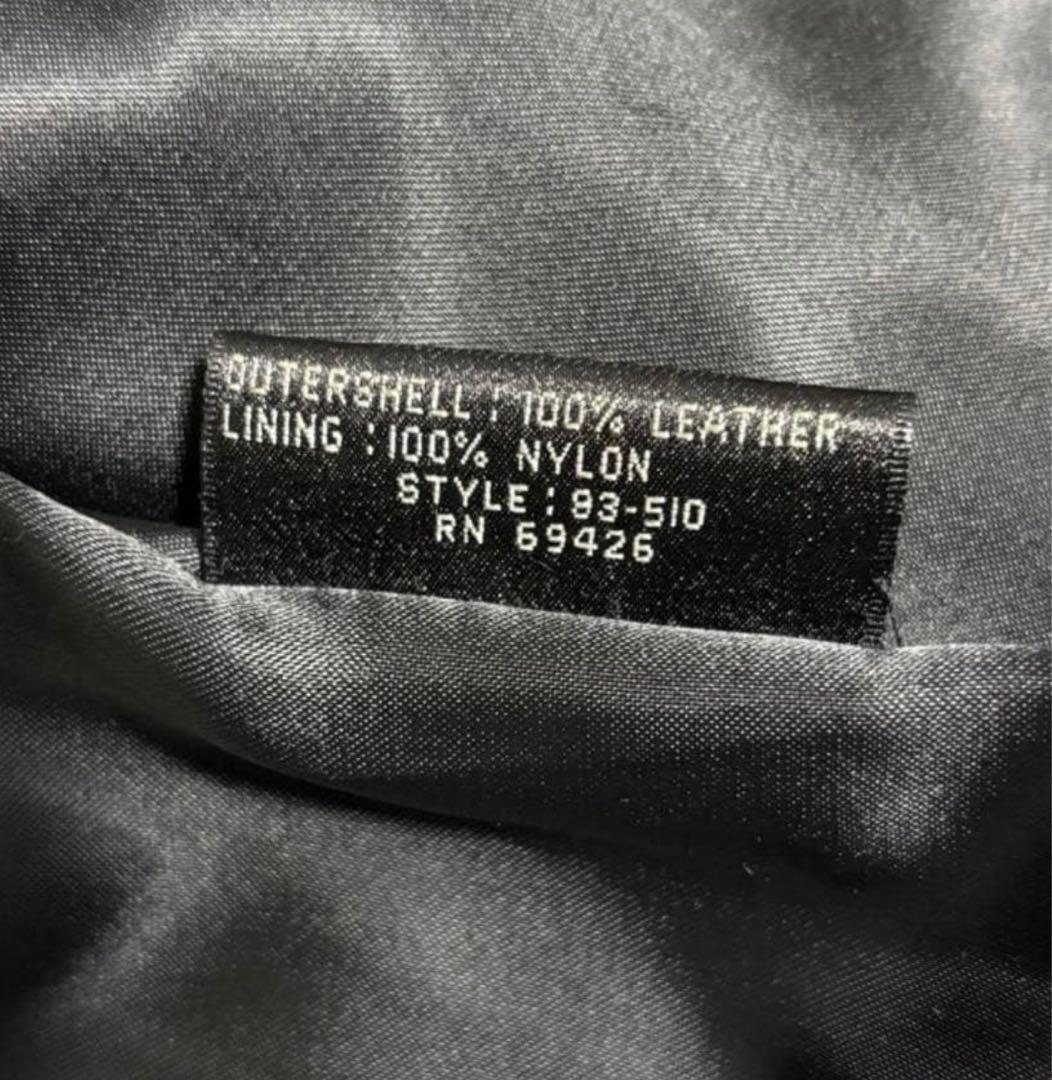 OUTERSHELL : 100% LEATHER
LINING : 100% NYLON
STYLE : 93-510
RN 69426